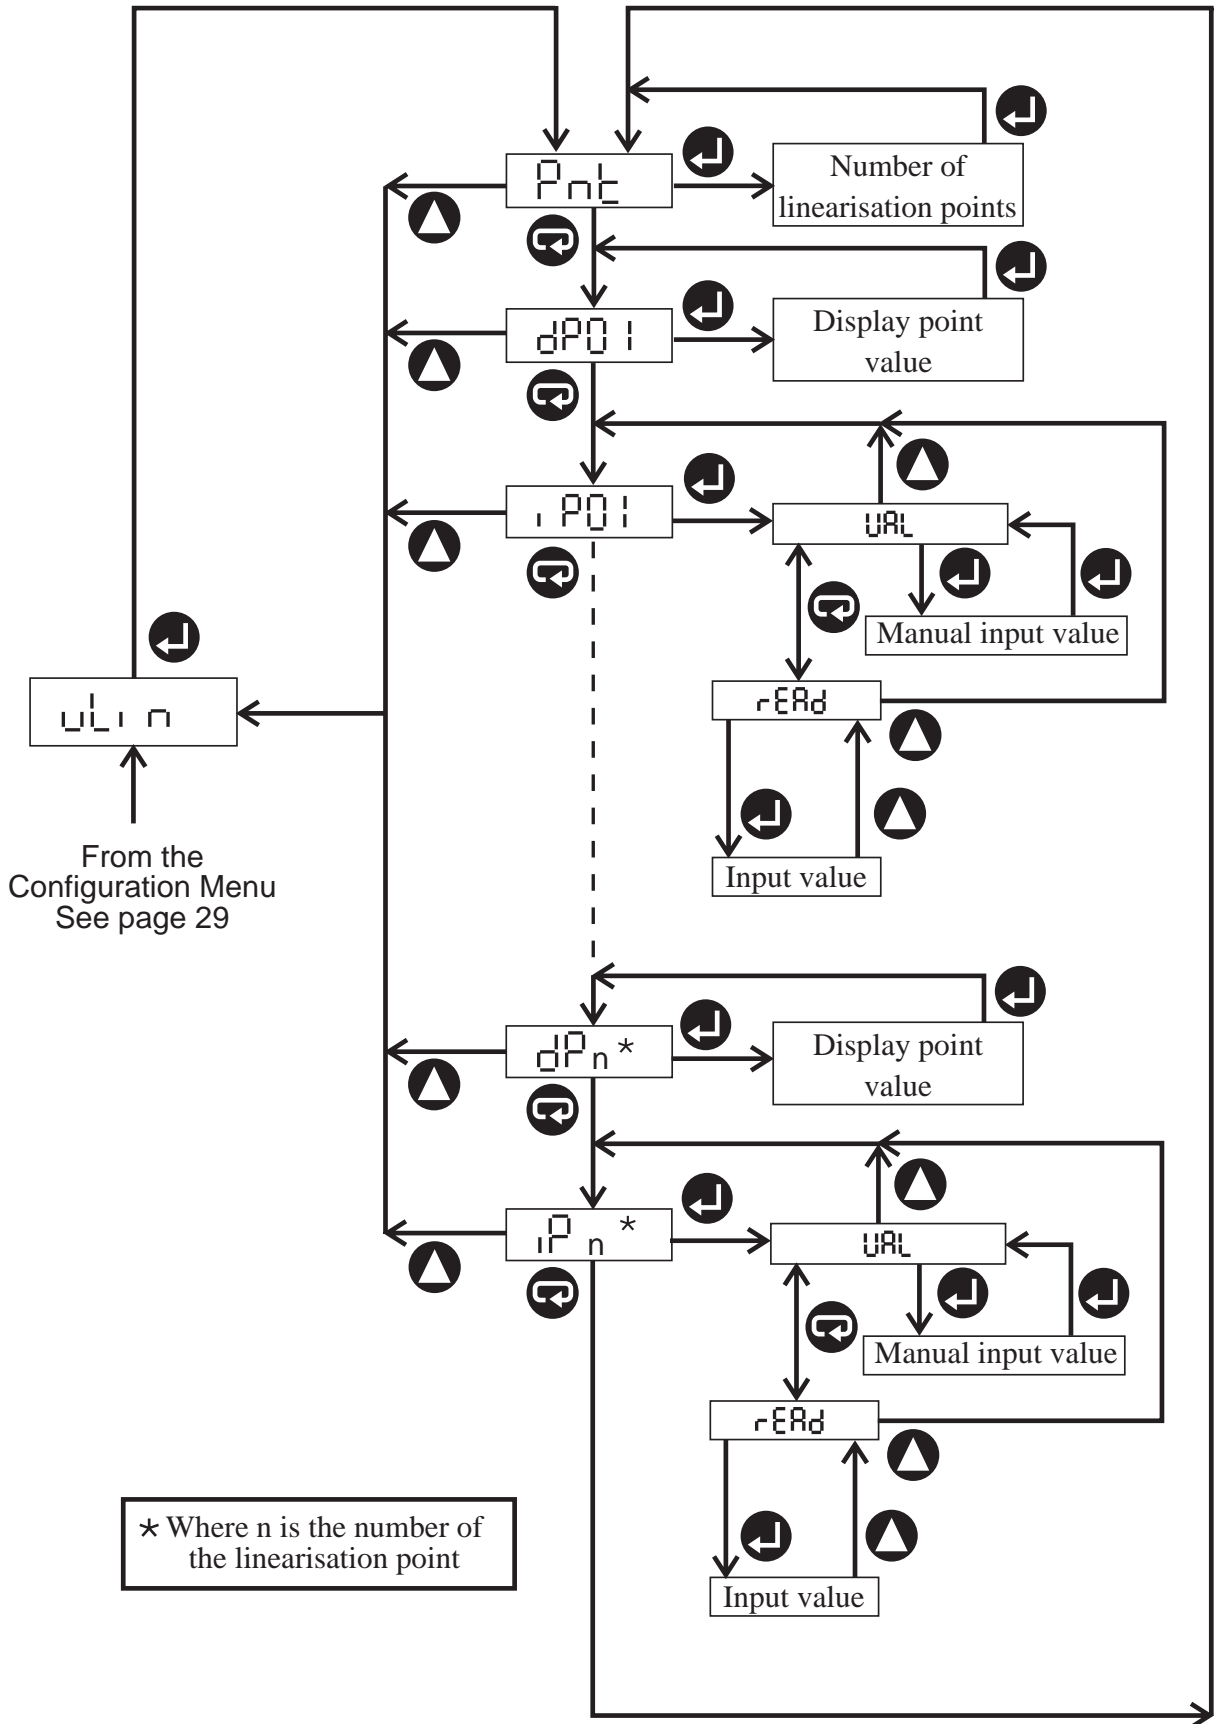 Pnt
Number of
linearisation points
dP01
Display point
value
iP01
VAL
Manual input value
uLin
rEAd
From the
Configuration Menu
See page 29
Input value
dPn*
Display point
value
iPn*
VAL
Manual input value
rEAd
* Where n is the number of
the linearisation point
Input value